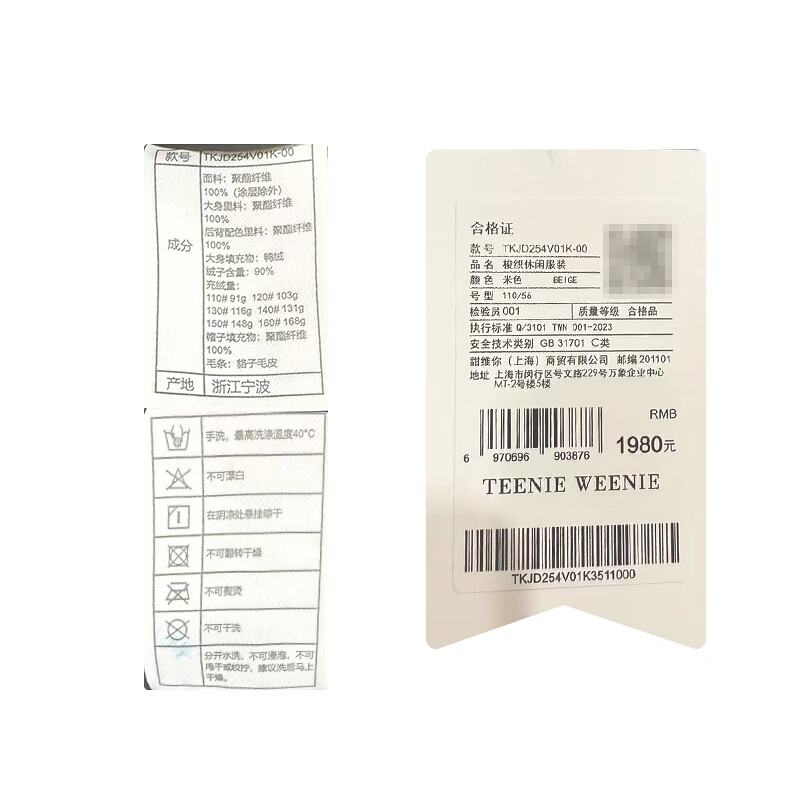 款号 TKJD254V01K-00
成分
面料：聚酯纤维
100%（涂层除外）
大身里料：聚酯纤维
100%
后背配色里料：聚酯纤维
100%
大身填充物：鸭绒
绒子含量：90%
充绒量：
110# 91g 120# 103g
130# 116g 140# 131g
150# 148g 160# 168g
帽子填充物：聚酯纤维
100%
毛条：貉子毛皮
产地 浙江宁波
手洗，最高洗涤温度40°C
不可漂白
在阴凉处悬挂晾干
不可翻转干燥
不可熨烫
不可干洗
分开水洗，不可浸泡，不可
甩干或绞拧，建议洗后马上
干燥。
合格证
款号 TKJD254V01K-00
品名 梭织休闲服装
颜色 米色 BEIGE
号型 110/56
检验员 001 质量等级 合格品
执行标准 Q/3101 TWN 001-2023
安全技术类别 GB 31701 C类
甜维你（上海）商贸有限公司 邮编 201101
地址 上海市闵行区号文路229号万象企业中心
MT-2号楼5楼
RMB
1980元
6 970696 903876
TEENIE WEENIE
TKJD254V01K3511000